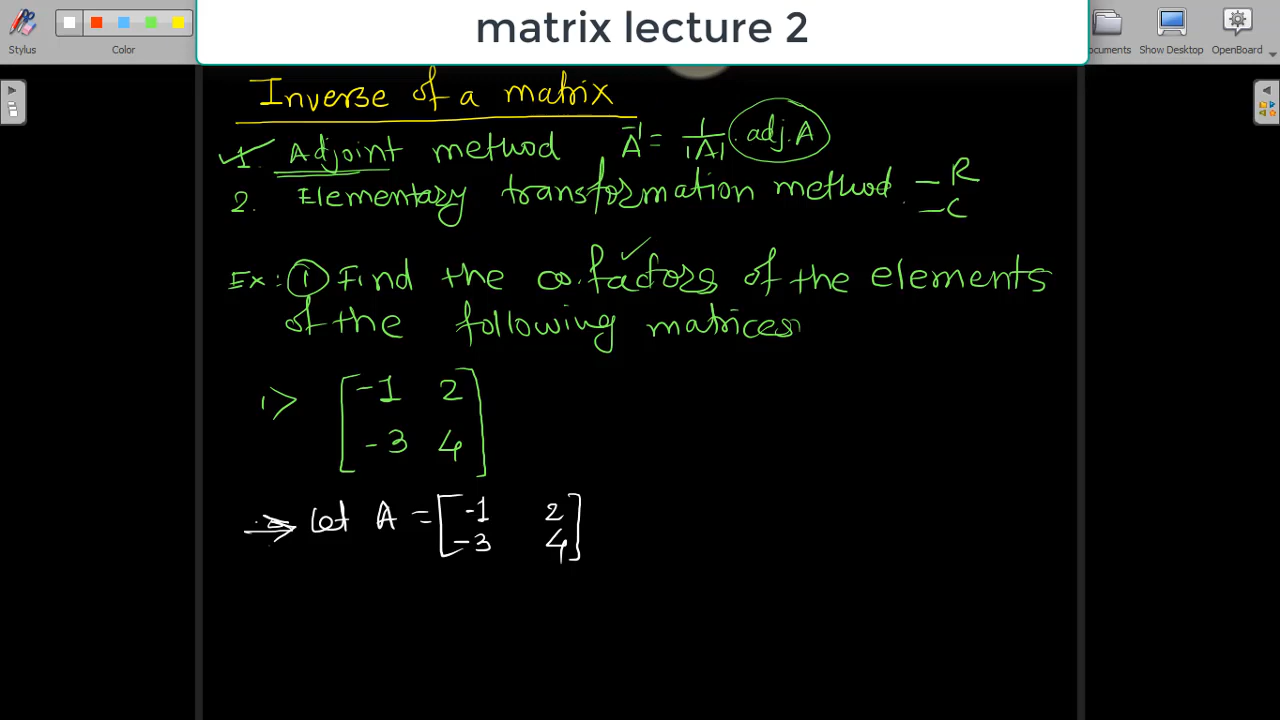 matrix lecture 2
Stylus
Color
Documents
Show Desktop
OpenBoard
Inverse of a matrix
1. Adjoint method A⁻¹ = 1/|A| . adj. A
2. Elementary transformation method. – R
– C
Ex: ① Find the co.factors of the elements
of the following matrices
1> [ -1 2
-3 4 ]
⇒ Let A = [ -1 2
-3 4 ]